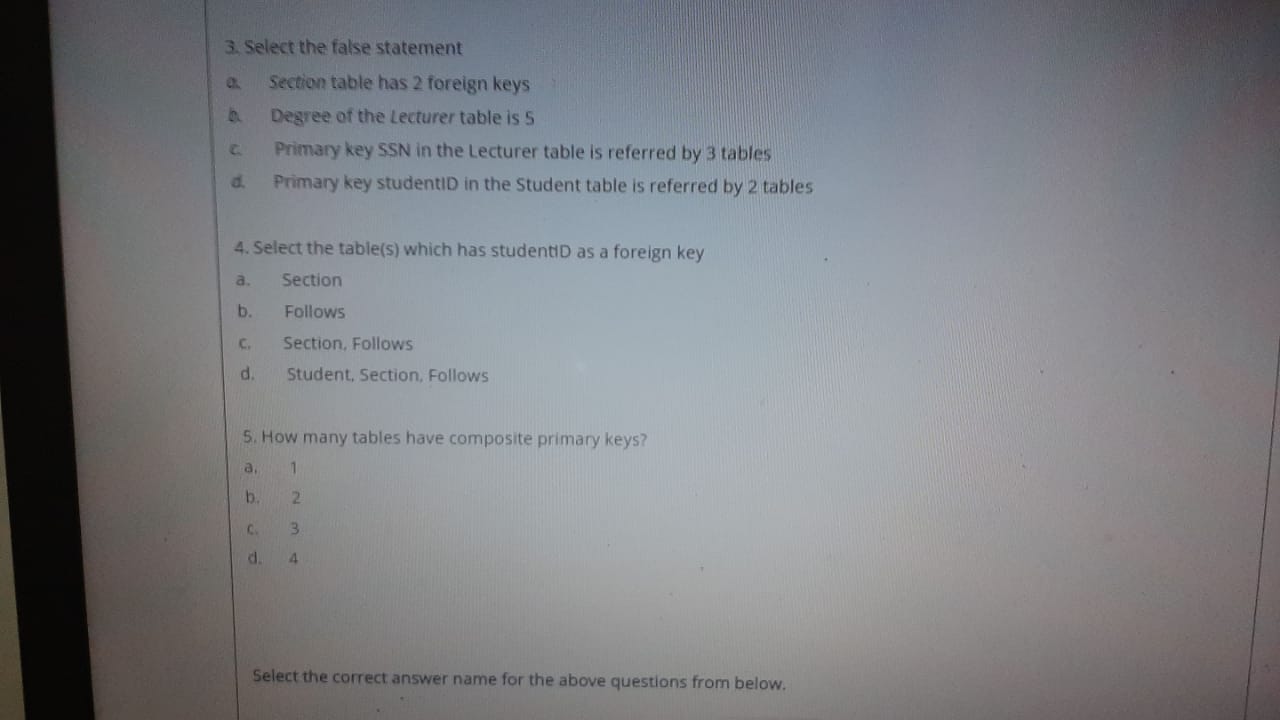 3. Select the false statement
a. Section table has 2 foreign keys
b. Degree of the Lecturer table is 5
c. Primary key SSN in the Lecturer table is referred by 3 tables
d. Primary key studentID in the Student table is referred by 2 tables
4. Select the table(s) which has studentID as a foreign key
a. Section
b. Follows
c. Section, Follows
d. Student, Section, Follows
5. How many tables have composite primary keys?
a. 1
b. 2
c. 3
d. 4
Select the correct answer name for the above questions from below.